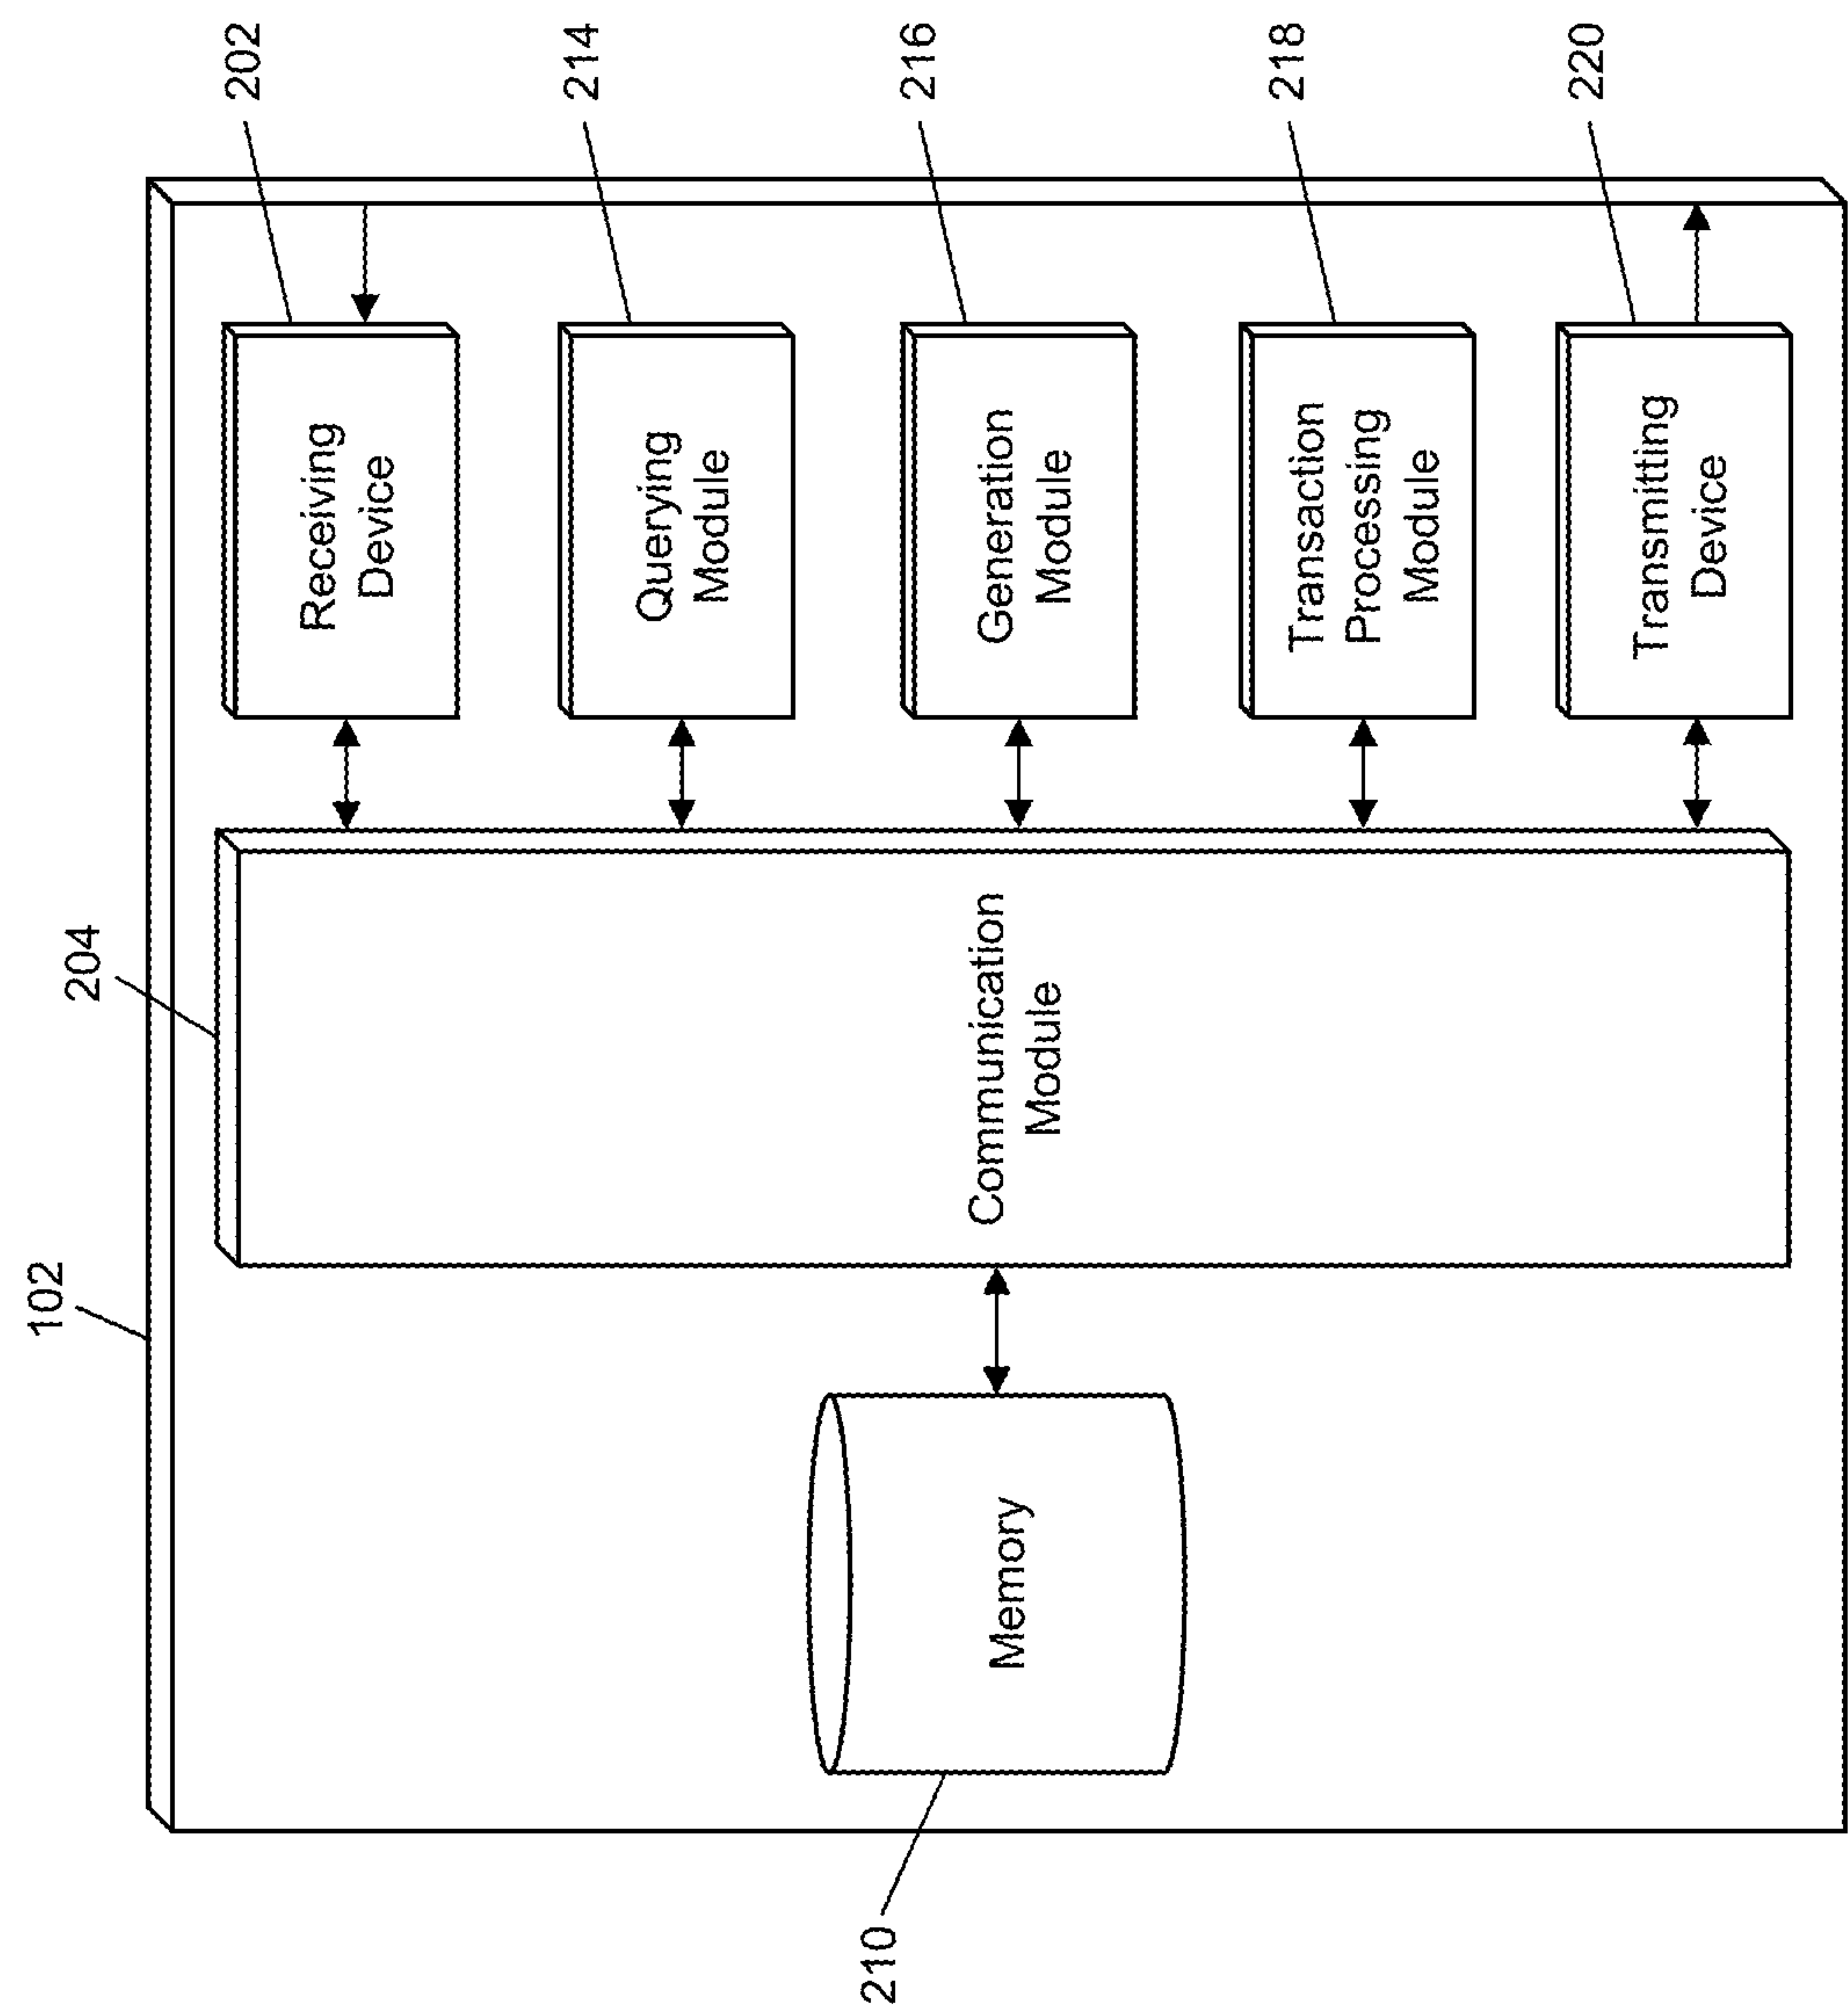 102
204
202
Receiving
Device
214
Querying
Module
216
Generation
Module
218
Transaction
Processing
Module
220
Transmitting
Device
Communication
Module
Memory
210